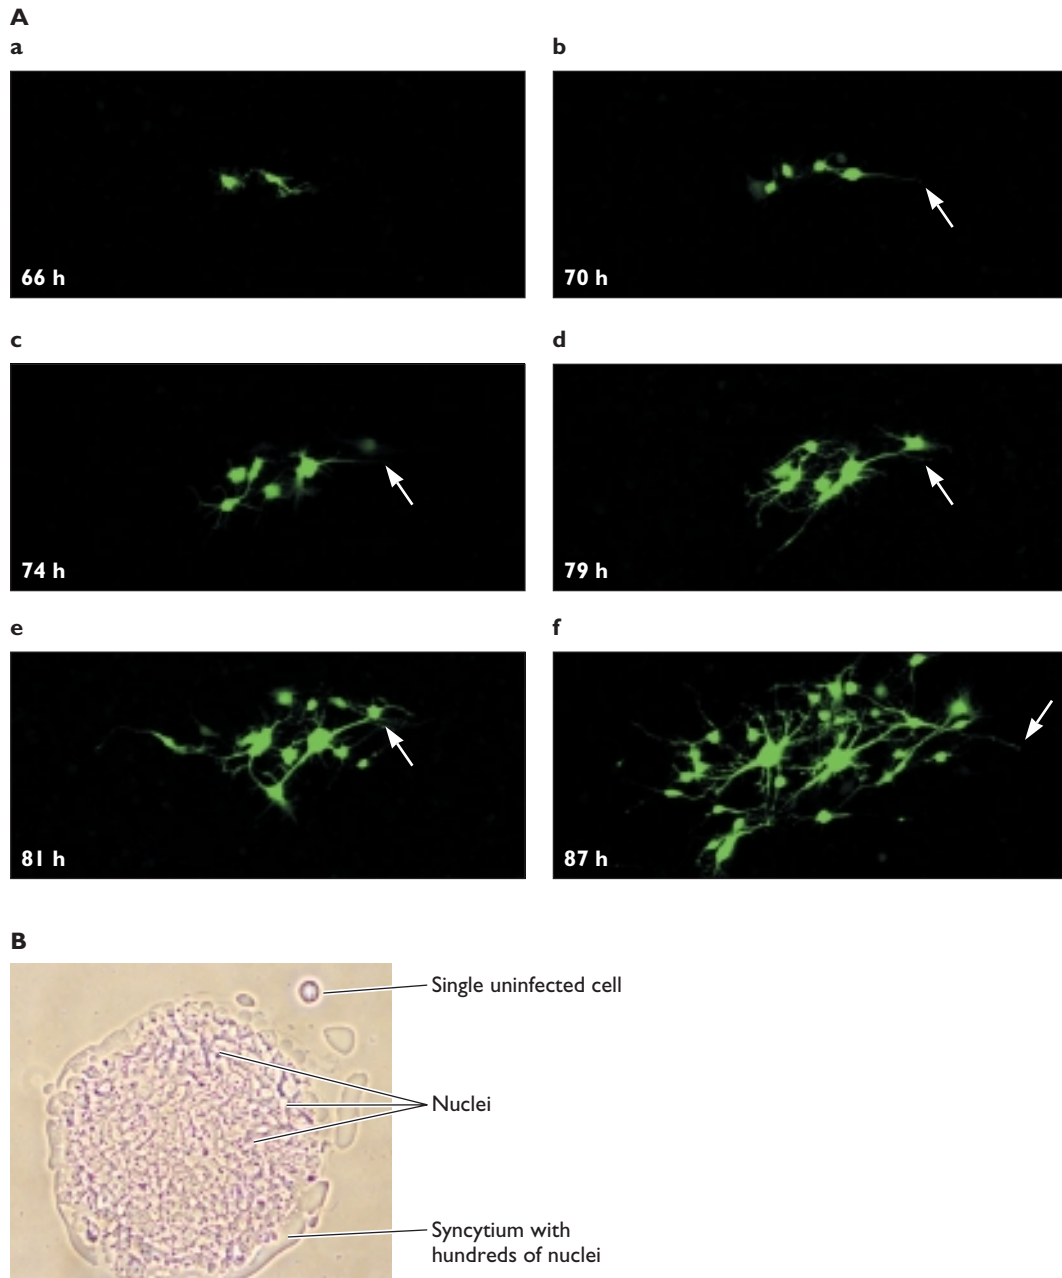 A
a
b
66 h
70 h
c
d
74 h
79 h
e
f
81 h
87 h
B
Single uninfected cell
Nuclei
Syncytium with
hundreds of nuclei